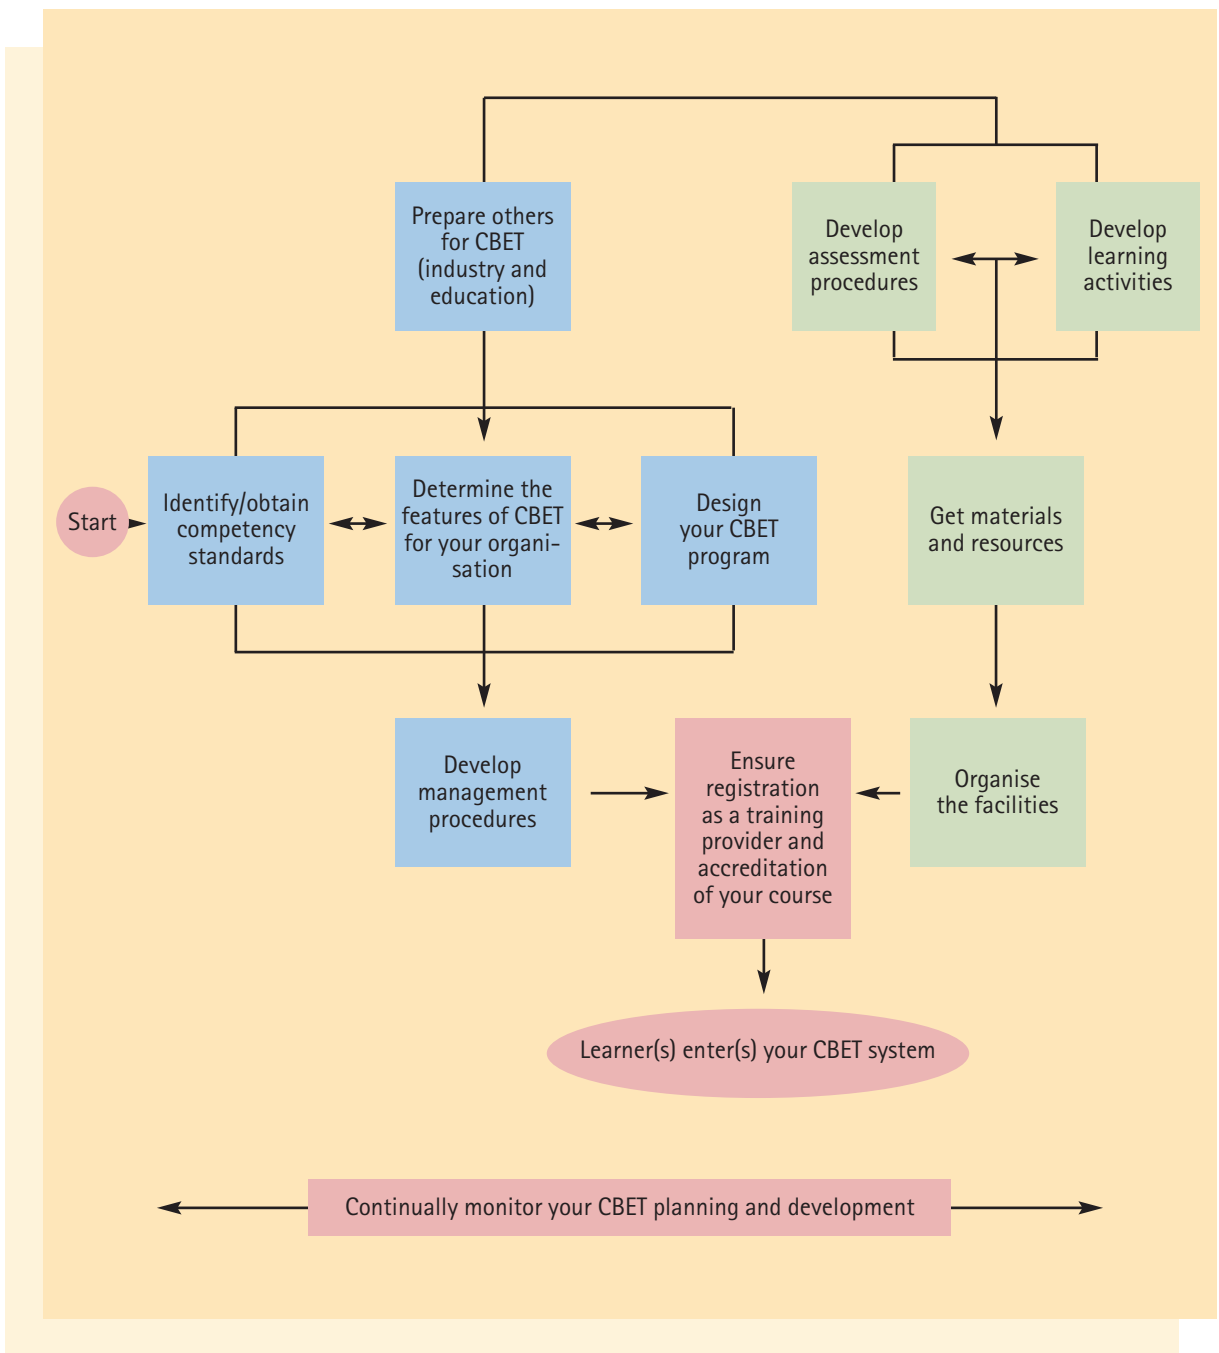 Prepare others
for CBET
(industry and
education)
Develop
assessment
procedures
Develop
learning
activities
Start
Identify/obtain
competency
standards
Determine the
features of CBET
for your organi-
sation
Design
your CBET
program
Get materials
and resources
Develop
management
procedures
Ensure
registration
as a training
provider and
accreditation
of your course
Organise
the facilities
Learner(s) enter(s) your CBET system
Continually monitor your CBET planning and development